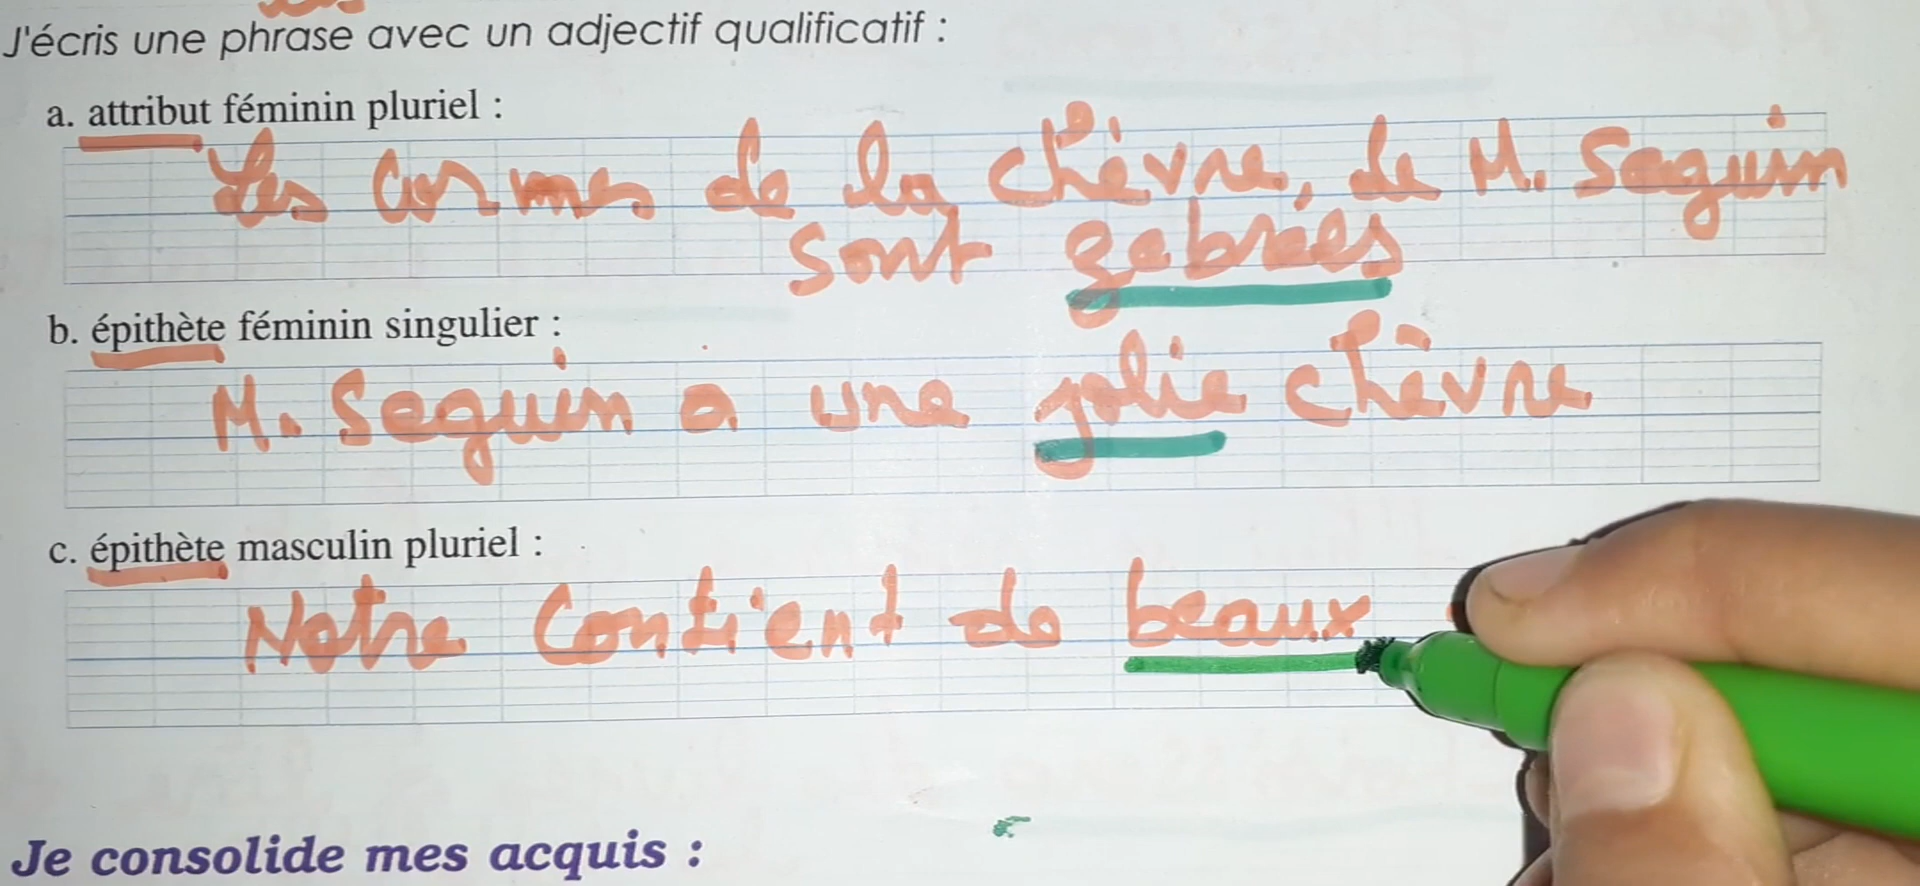 J'écris une phrase avec un adjectif qualificatif :
a. attribut féminin pluriel :
Les cornes de la chèvre, de M. Seguin
sont zebrées
b. épithète féminin singulier :
M. Seguin a une jolie chèvre
c. épithète masculin pluriel :
Notre Contient de beaux
Je consolide mes acquis :